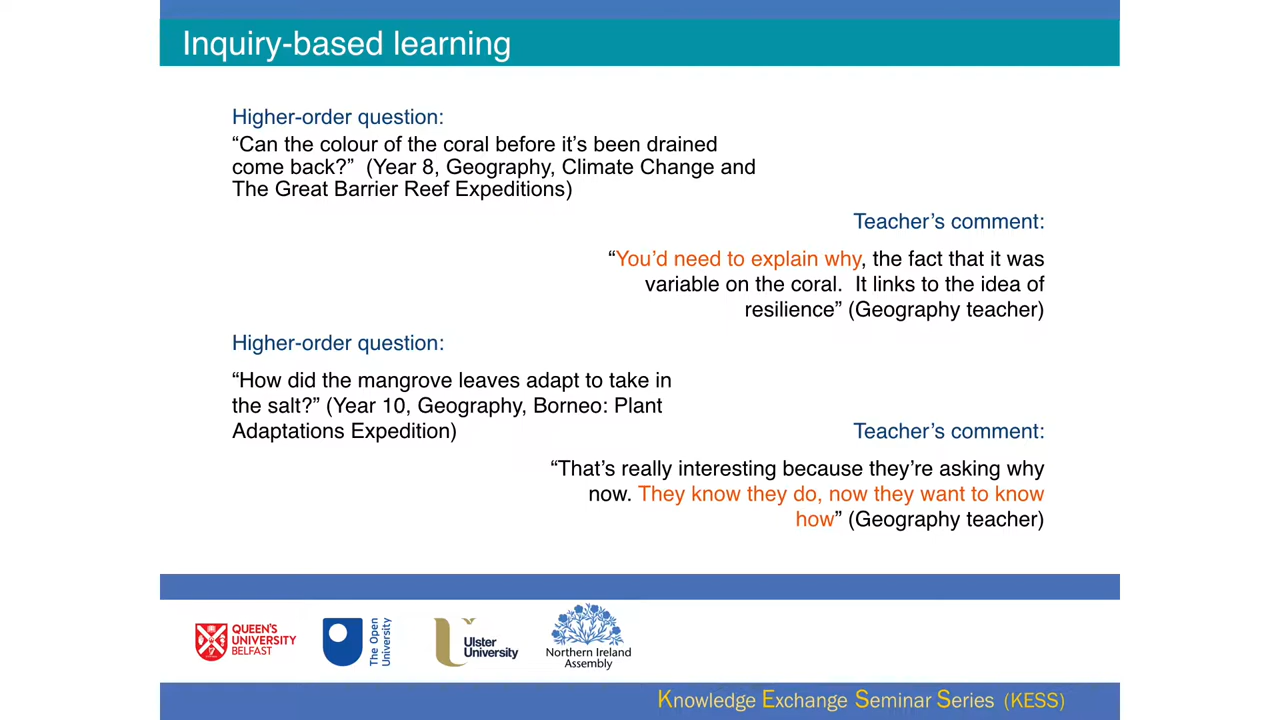 Inquiry-based learning
Higher-order question:
“Can the colour of the coral before it’s been drained
come back?”  (Year 8, Geography, Climate Change and
The Great Barrier Reef Expeditions)
Teacher’s comment:
“You’d need to explain why, the fact that it was
variable on the coral.  It links to the idea of
resilience” (Geography teacher)
Higher-order question:
“How did the mangrove leaves adapt to take in
the salt?” (Year 10, Geography, Borneo: Plant
Adaptations Expedition)
Teacher’s comment:
“That’s really interesting because they’re asking why
now. They know they do, now they want to know
how” (Geography teacher)
QUEEN’S
UNIVERSITY
BELFAST
The Open
University
Ulster
University
Northern Ireland
Assembly
Knowledge Exchange Seminar Series (KESS)